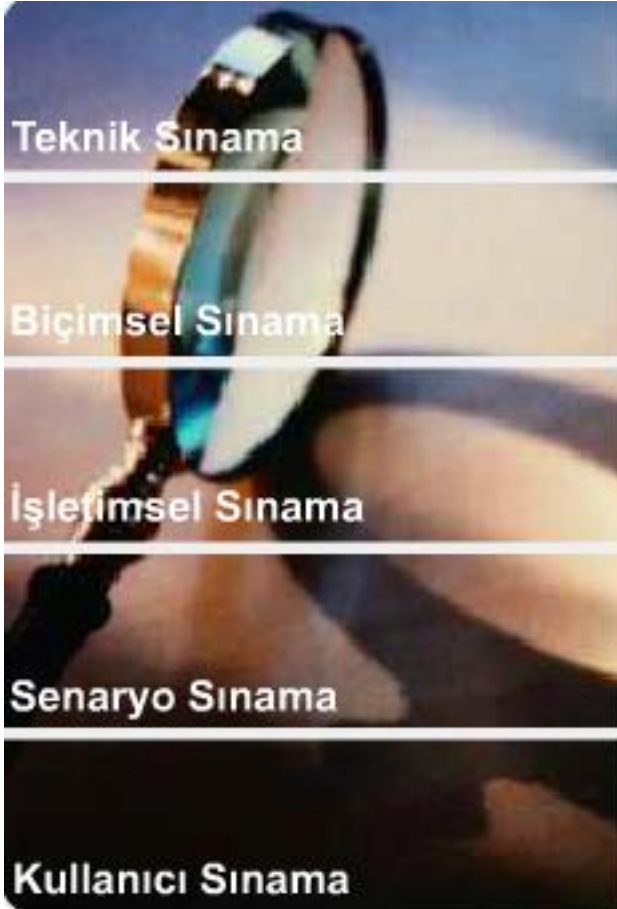 Teknik Sınama
Biçimsel Sınama
İşletimsel Sınama
Senaryo Sınama
Kullanıcı Sınama